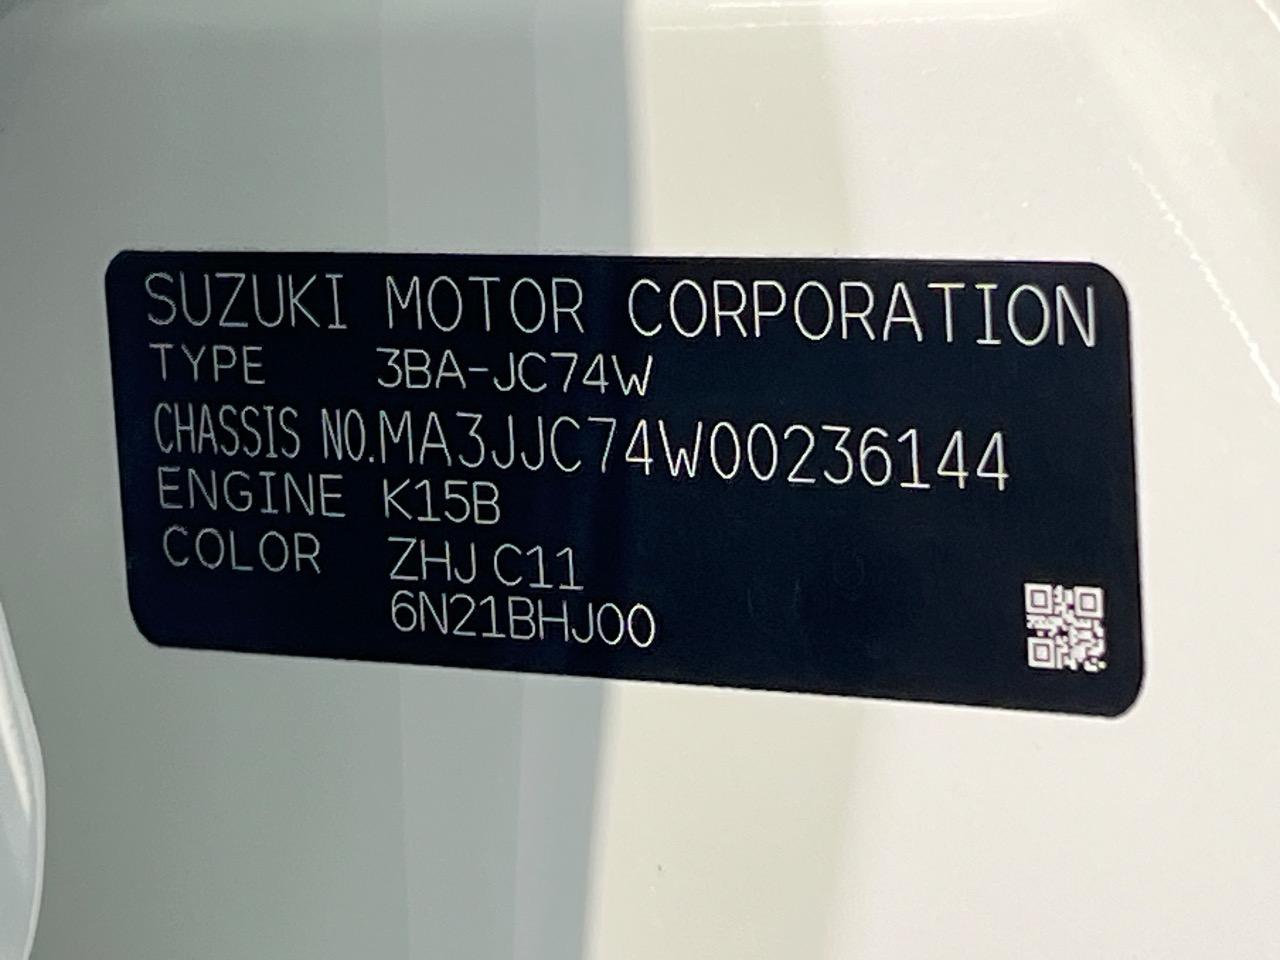 SUZUKI MOTOR CORPORATION
TYPE 3BA-JC74W
CHASSIS NO.MA3JJC74W00236144
ENGINE K15B
COLOR ZHJ C11
6N21BHJ00